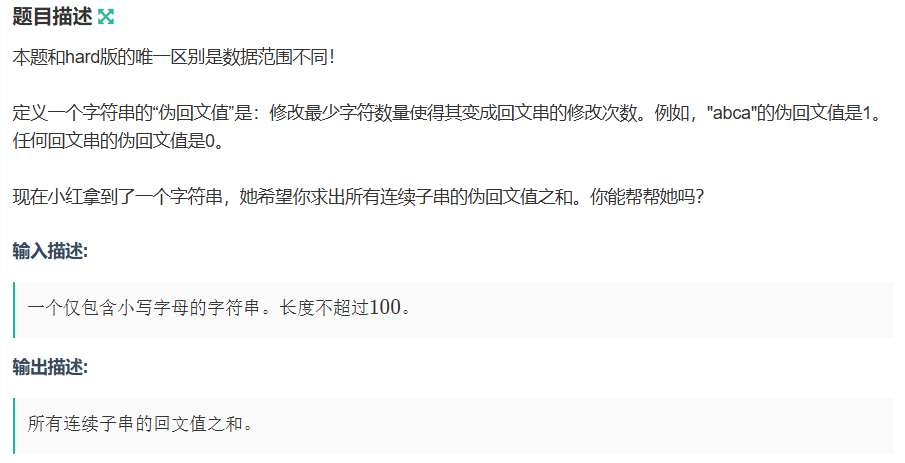 题目描述
本题和hard版的唯一区别是数据范围不同！
定义一个字符串的“伪回文值”是：修改最少字符数量使得其变成回文串的修改次数。例如，"abca"的伪回文值是1。
任何回文串的伪回文值是0。
现在小红拿到了一个字符串，她希望你求出所有连续子串的伪回文值之和。你能帮帮她吗？
输入描述:
一个仅包含小写字母的字符串。长度不超过100。
输出描述:
所有连续子串的回文值之和。